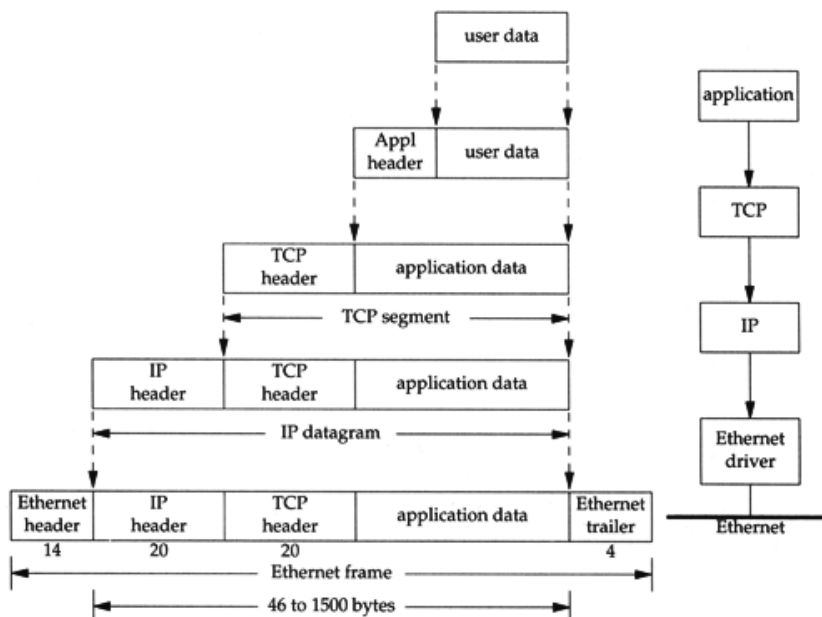 user data
application
Appl
header
user data
TCP
TCP
header
application data
TCP segment
IP
IP
header
TCP
header
application data
IP datagram
Ethernet
driver
Ethernet
header
IP
header
TCP
header
application data
Ethernet
trailer
Ethernet
14
20
20
4
Ethernet frame
46 to 1500 bytes